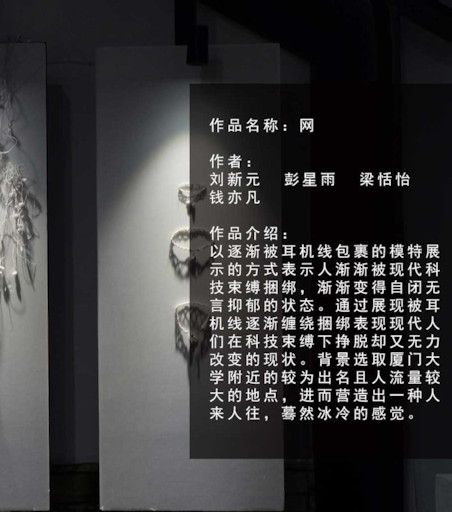 作品名称：网
作者：
刘新元 彭星雨 梁恬怡
钱亦凡
作品介绍：
以逐渐被耳机线包裹的模特展
示的方式表示人渐渐被现代科
技束缚捆绑，渐渐变得自闭无
言抑郁的状态。通过展现被耳
机线逐渐缠绕捆绑表现现代人
们在科技束缚下挣脱却又无力
改变的现状。背景选取厦门大
学附近的较为出名且人流量较
大的地点，进而营造出一种人
来人往，蓦然冰冷的感觉。